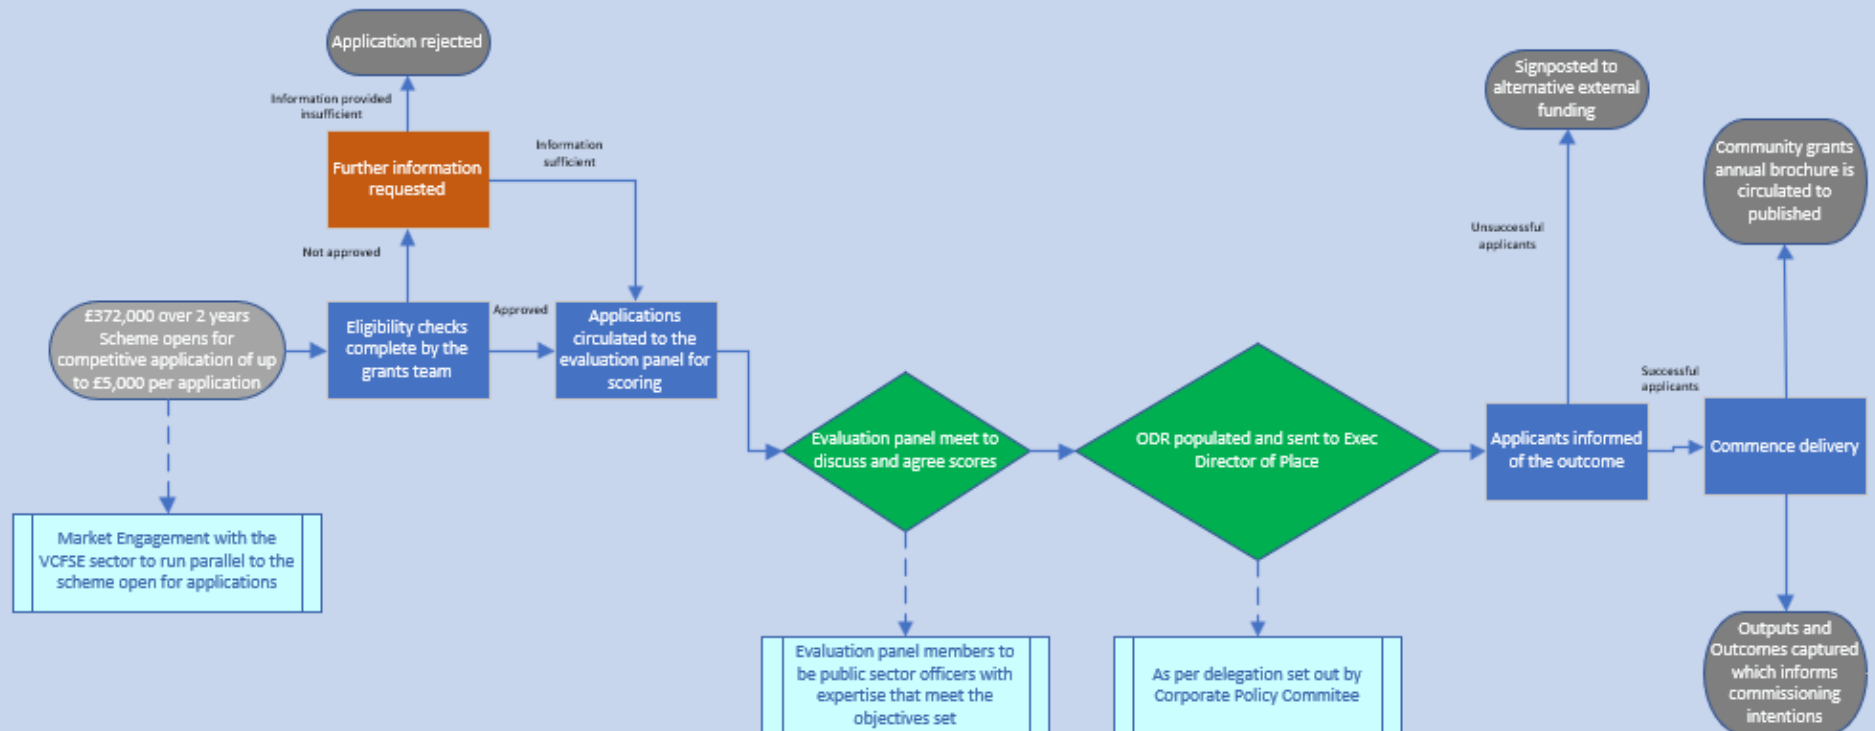 Application rejected
Information provided
insufficient
Further information
requested
Information
sufficient
Not approved
£372,000 over 2 years
Scheme opens for
competitive application of up
to £5,000 per application
Eligibility checks
complete by the
grants team
Approved
Applications
circulated to the
evaluation panel for
scoring
Market Engagement with the
VCFSE sector to run parallel to the
scheme open for applications
Evaluation panel meet to
discuss and agree scores
Evaluation panel members to
be public sector officers with
expertise that meet the
objectives set
ODR populated and sent to Exec
Director of Place
As per delegation set out by
Corporate Policy Commitee
Applicants informed
of the outcome
Unsuccessful
applicants
Signposted to
alternative external
funding
Successful
applicants
Commence delivery
Community grants
annual brochure is
circulated to
published
Outputs and
Outcomes captured
which informs
commissioning
intentions